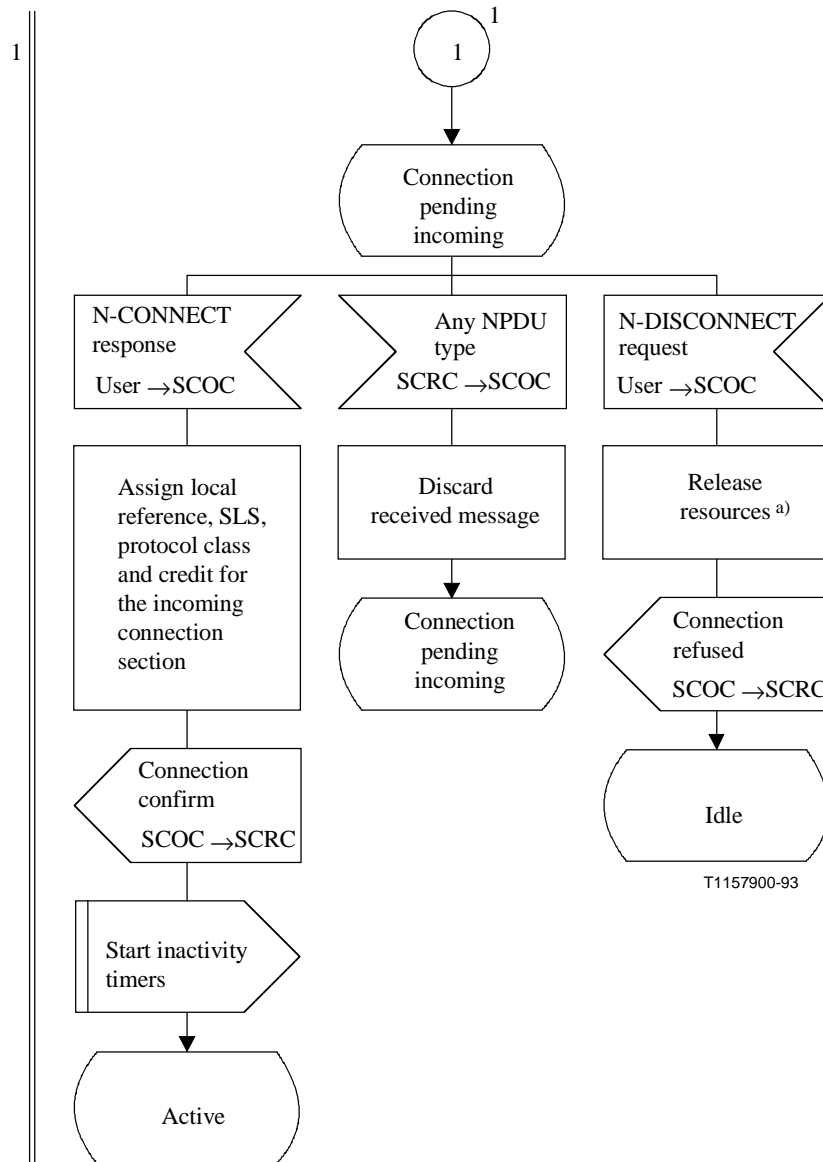 1
1
1
Connection
pending
incoming
N-CONNECT
response
User →SCOC
Any NPDU
type
SCRC →SCOC
N-DISCONNECT
request
User →SCOC
Assign local
reference, SLS,
protocol class
and credit for
the incoming
connection
section
Discard
received message
Release
resources a)
Connection
pending
incoming
Connection
refused
SCOC →SCRC
Connection
confirm
SCOC →SCRC
Idle
T1157900-93
Start inactivity
timers
Active